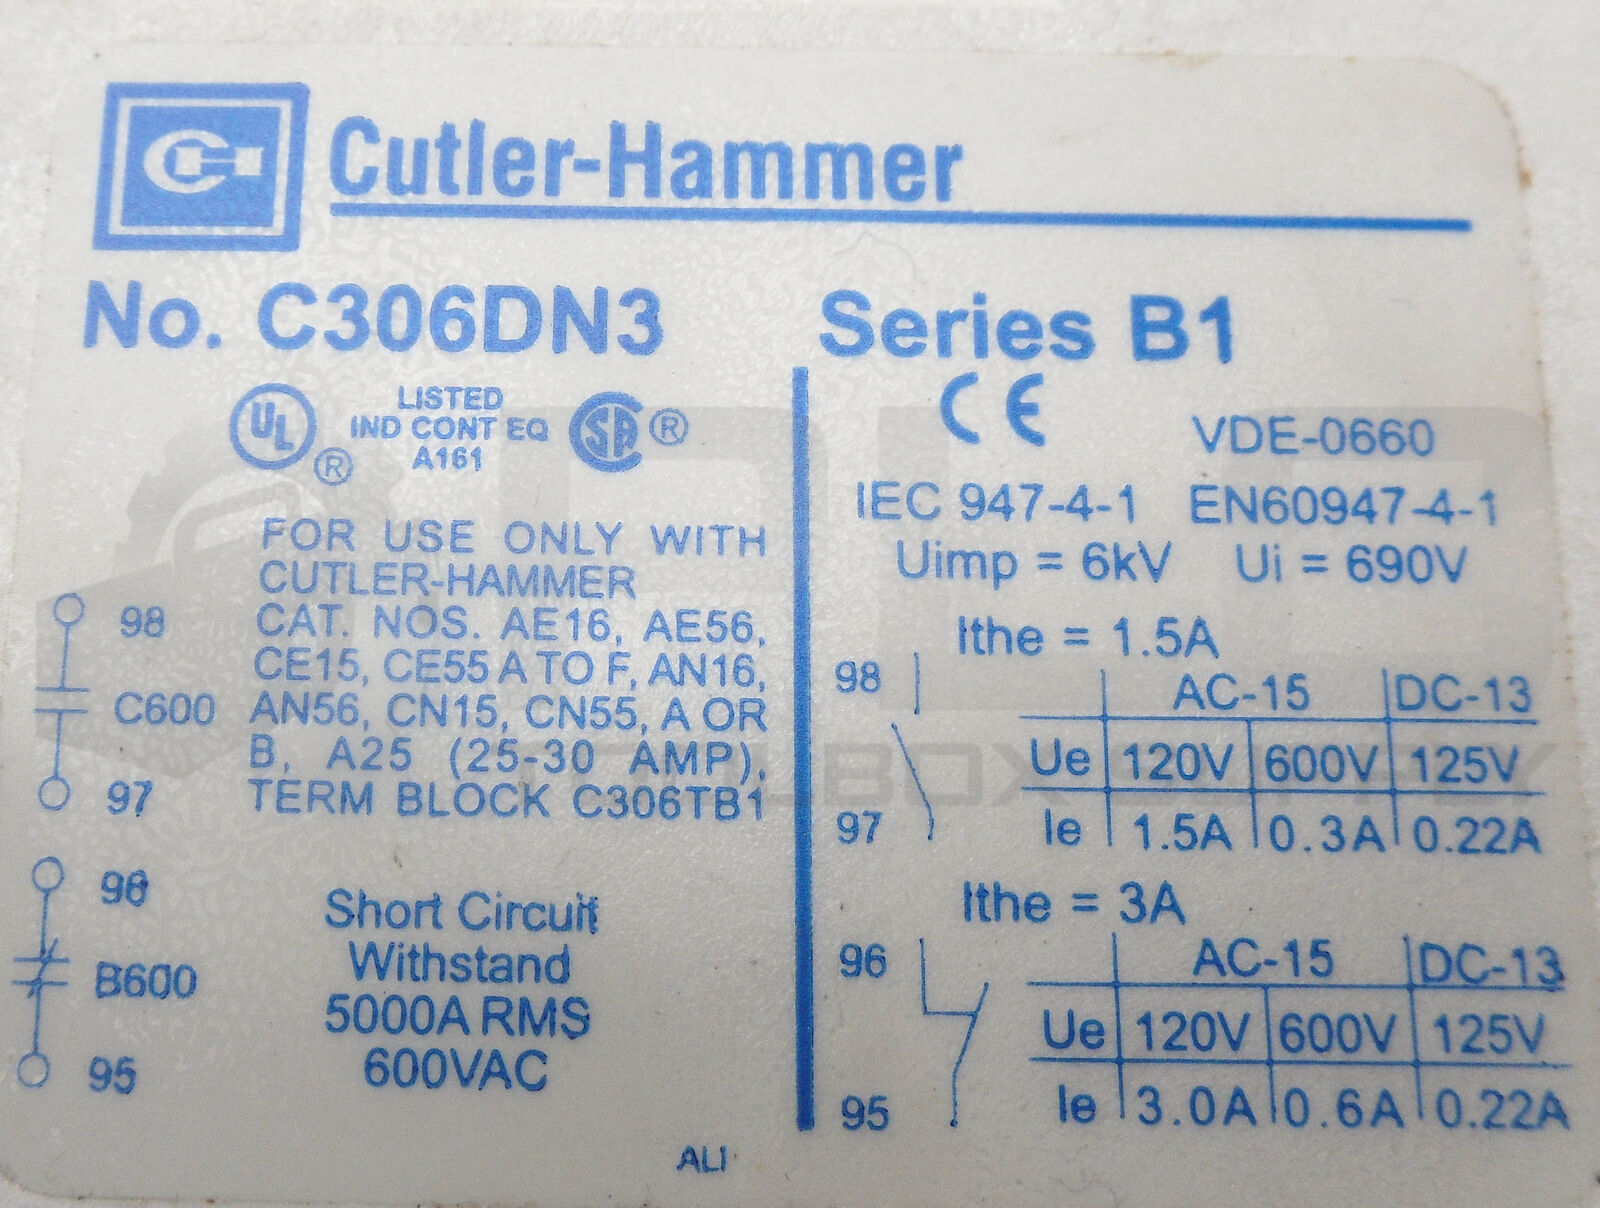 Cutler-Hammer
No. C306DN3
Series B1
UL ®
LISTED
IND CONT EQ
A161
SA ®
CE
VDE-0660
IEC 947-4-1 EN60947-4-1
Uimp = 6kV Ui = 690V
FOR USE ONLY WITH
CUTLER-HAMMER
CAT. NOS. AE16, AE56,
CE15, CE55 A TO F, AN16,
AN56, CN15, CN55, A OR
B, A25 (25-30 AMP),
TERM BLOCK C306TB1
98
C600
97
96
B600
95
Short Circuit
Withstand
5000A RMS
600VAC
Ithe = 1.5A
98
97
AC-15 DC-13
Ue 120V 600V 125V
Ie 1.5A 0.3A 0.22A
Ithe = 3A
96
95
AC-15 DC-13
Ue 120V 600V 125V
Ie 3.0A 0.6A 0.22A
ALI